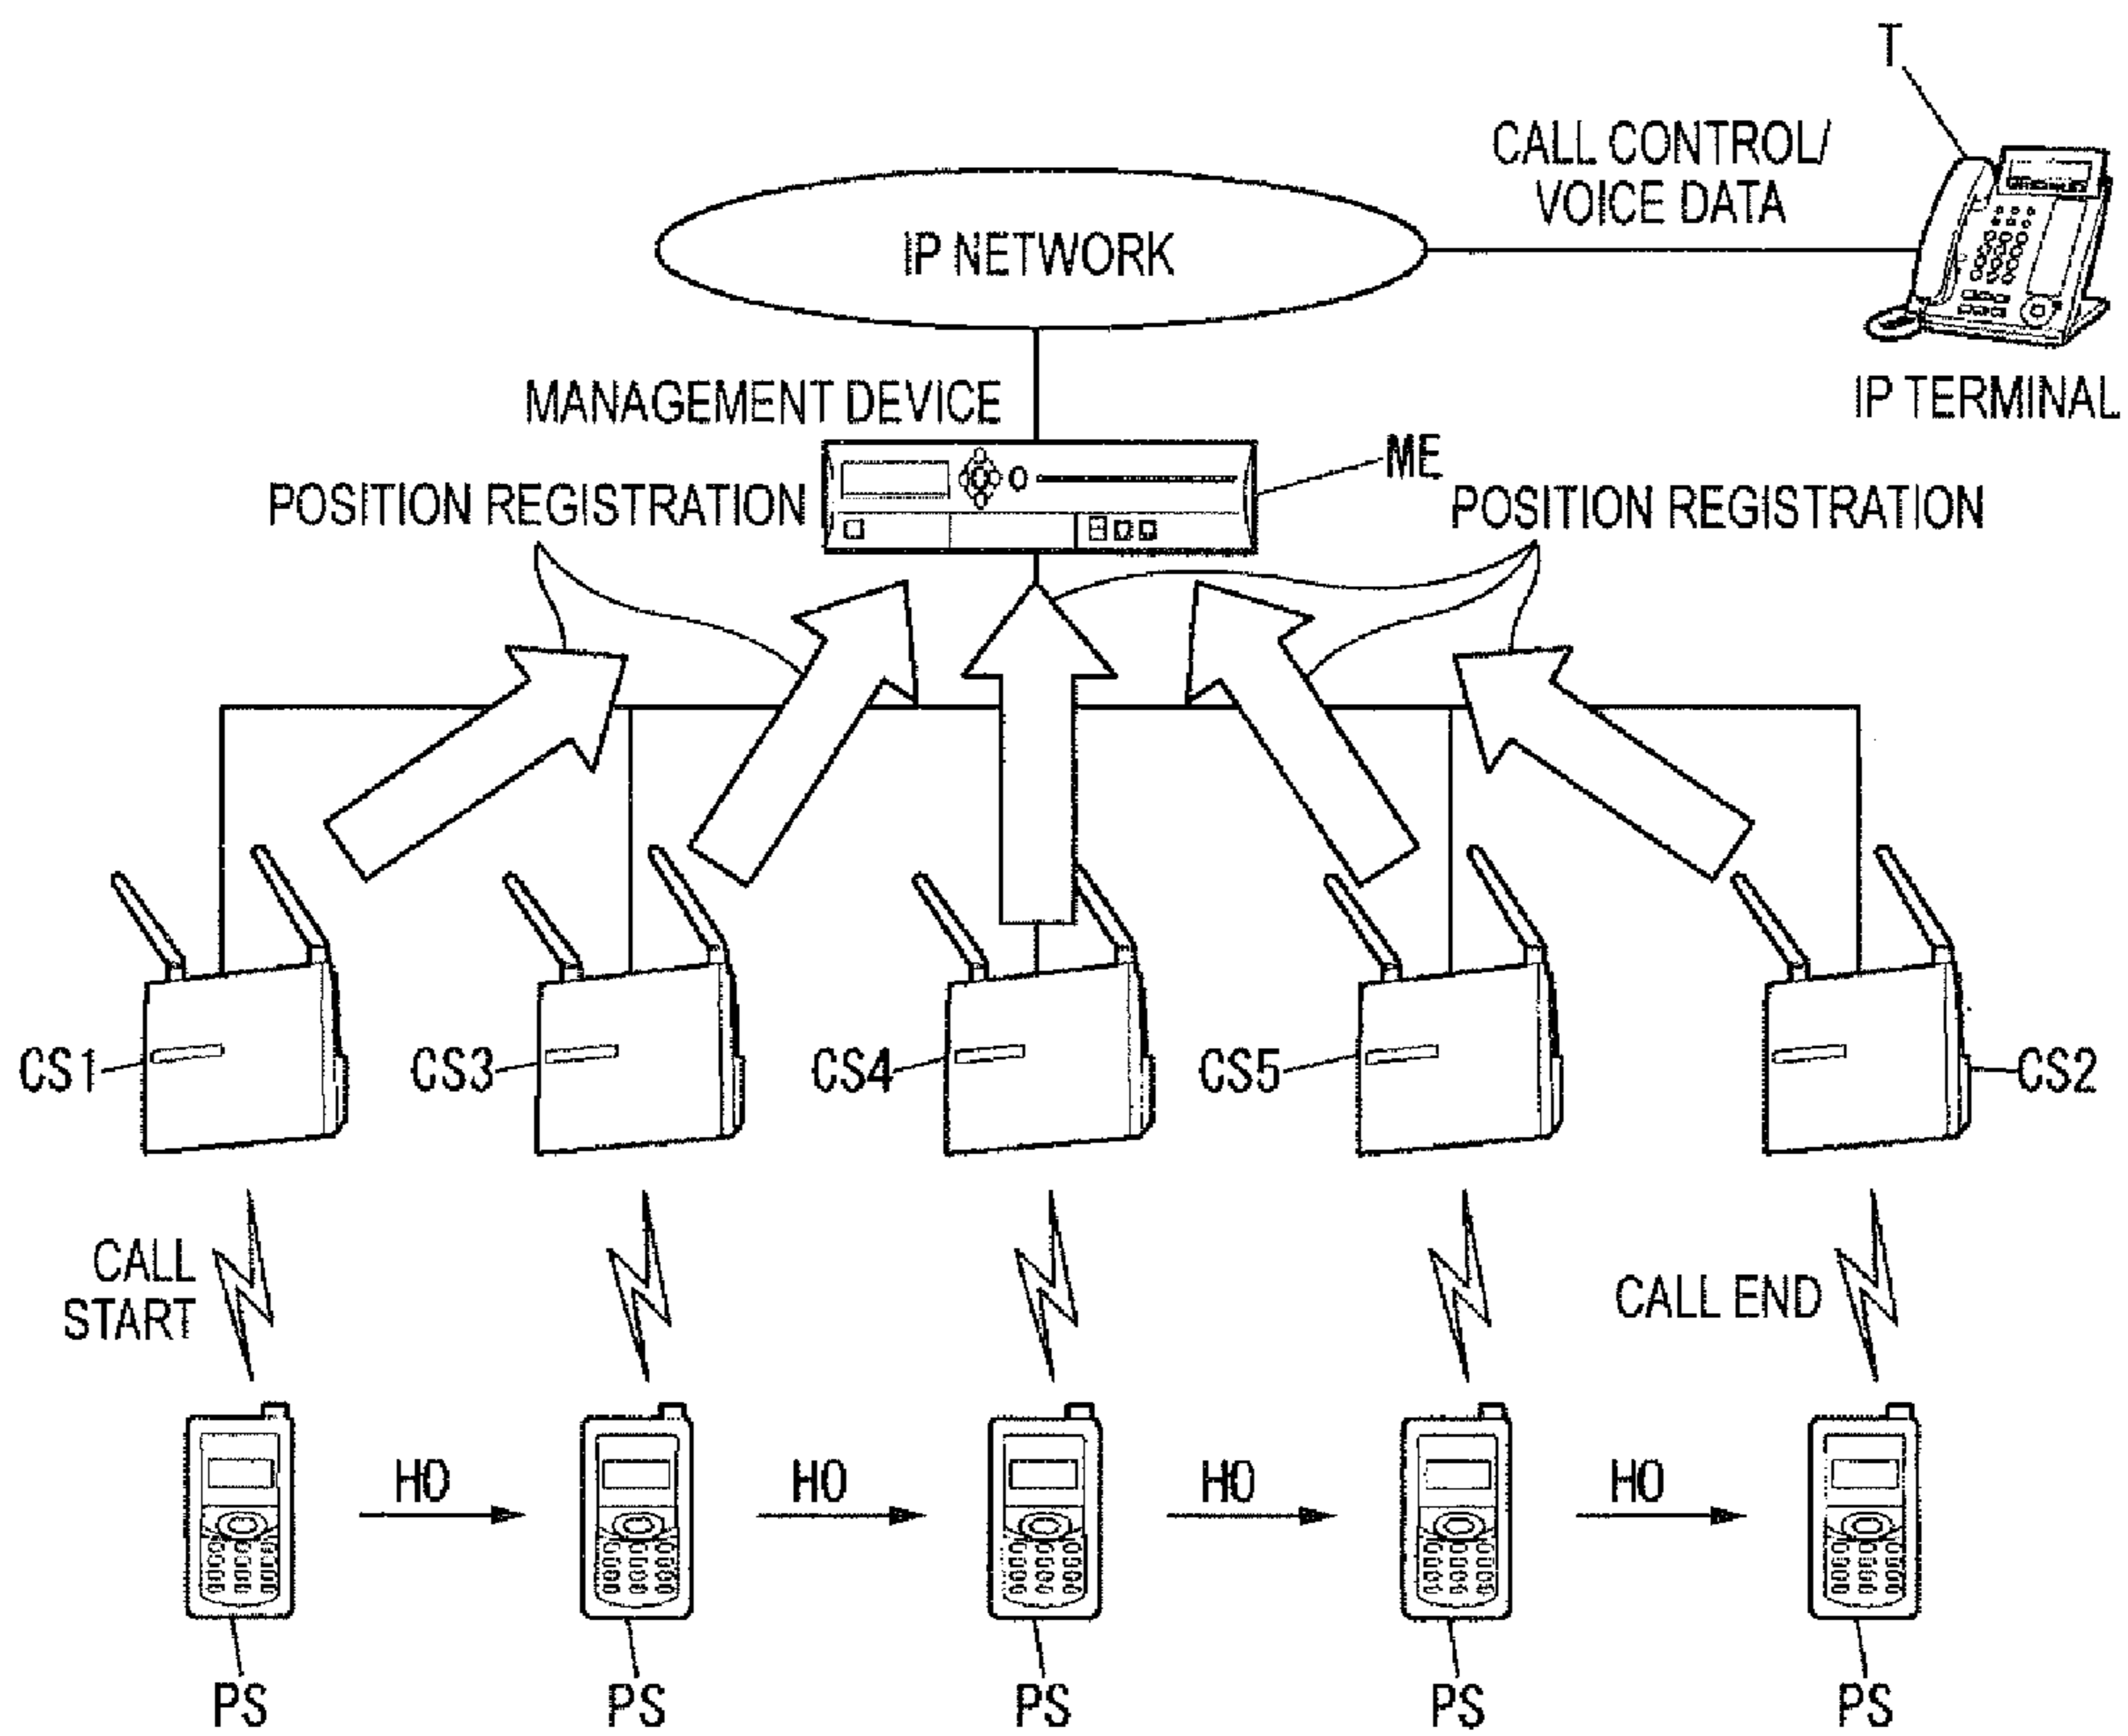 T
CALL CONTROL/
VOICE DATA
IP NETWORK
IP TERMINAL
MANAGEMENT DEVICE
ME
POSITION REGISTRATION
POSITION REGISTRATION
CS1
CS3
CS4
CS5
CS2
CALL
START
CALL END
HO
HO
HO
HO
PS
PS
PS
PS
PS